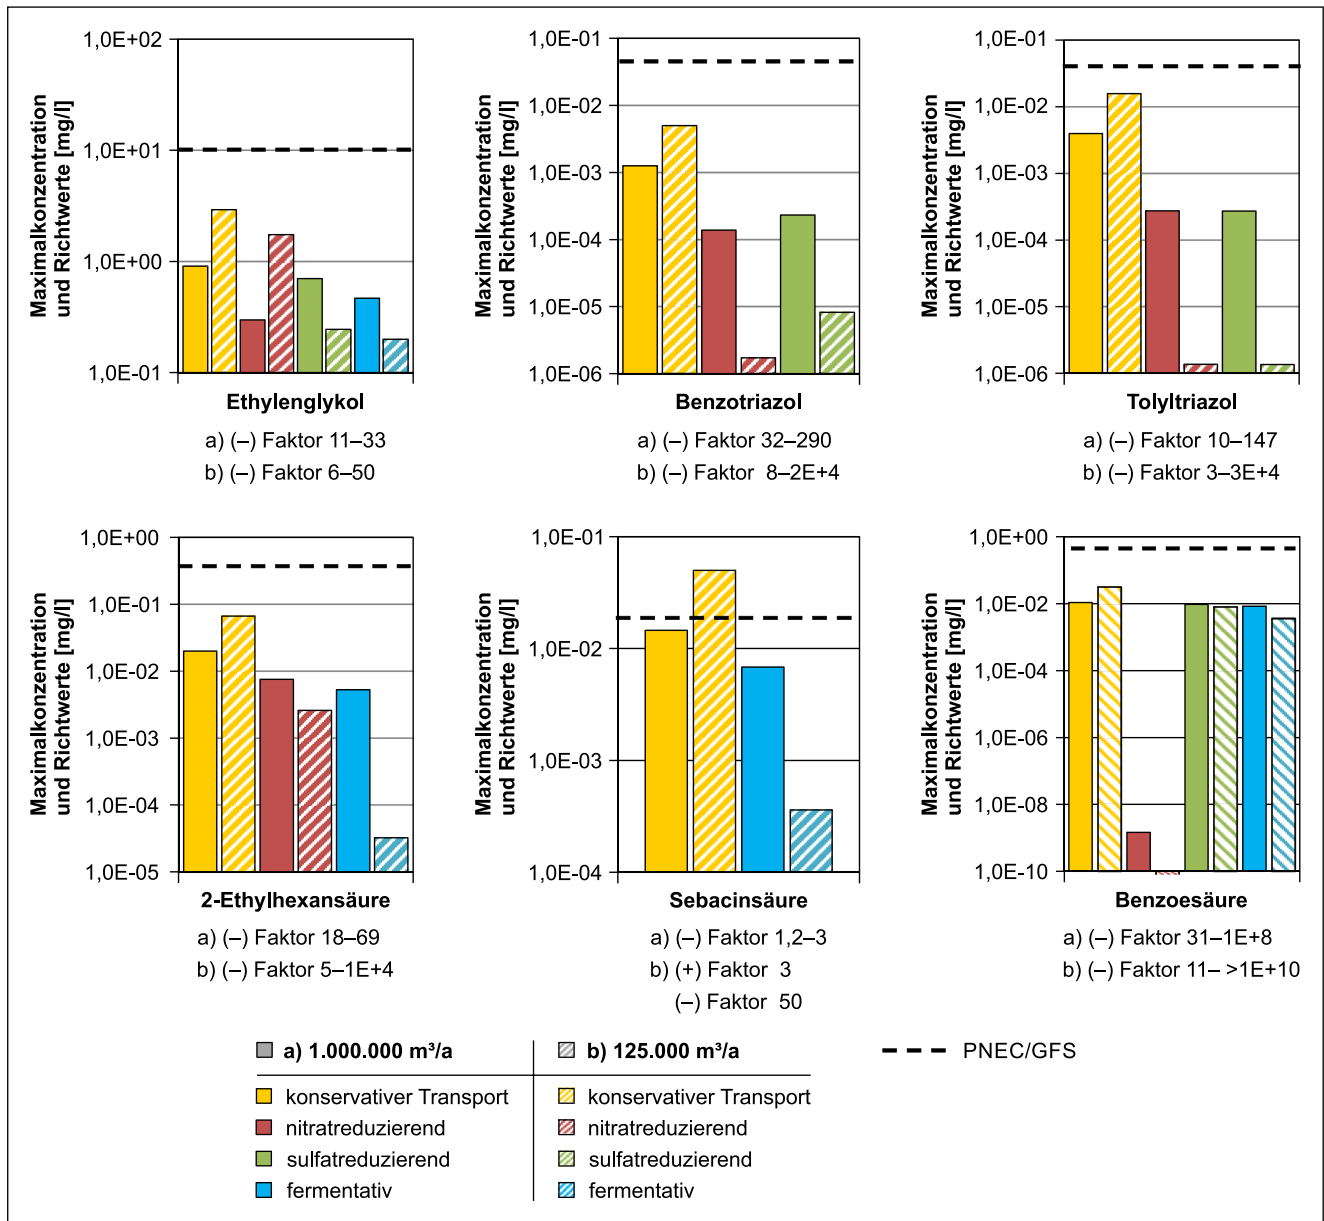 Maximalkonzentration
und Richtwerte [mg/l]
1,0E+02
1,0E+01
1,0E+00
1,0E-01
Ethylenglykol
a) (–) Faktor 11–33
b) (–) Faktor 6–50
Maximalkonzentration
und Richtwerte [mg/l]
1,0E-01
1,0E-02
1,0E-03
1,0E-04
1,0E-05
1,0E-06
Benzotriazol
a) (–) Faktor 32–290
b) (–) Faktor 8–2E+4
Maximalkonzentration
und Richtwerte [mg/l]
1,0E-01
1,0E-02
1,0E-03
1,0E-04
1,0E-05
1,0E-06
Tolyltriazol
a) (–) Faktor 10–147
b) (–) Faktor 3–3E+4
Maximalkonzentration
und Richtwerte [mg/l]
1,0E+00
1,0E-01
1,0E-02
1,0E-03
1,0E-04
1,0E-05
2-Ethylhexansäure
a) (–) Faktor 18–69
b) (–) Faktor 5–1E+4
Maximalkonzentration
und Richtwerte [mg/l]
1,0E-01
1,0E-02
1,0E-03
1,0E-04
Sebacinsäure
a) (–) Faktor 1,2–3
b) (+) Faktor 3
(–) Faktor 50
Maximalkonzentration
und Richtwerte [mg/l]
1,0E+00
1,0E-02
1,0E-04
1,0E-06
1,0E-08
1,0E-10
Benzoesäure
a) (–) Faktor 31–1E+8
b) (–) Faktor 11– >1E+10
a) 1.000.000 m³/a
konservativer Transport
nitratreduzierend
sulfatreduzierend
fermentativ
b) 125.000 m³/a
konservativer Transport
nitratreduzierend
sulfatreduzierend
fermentativ
PNEC/GFS